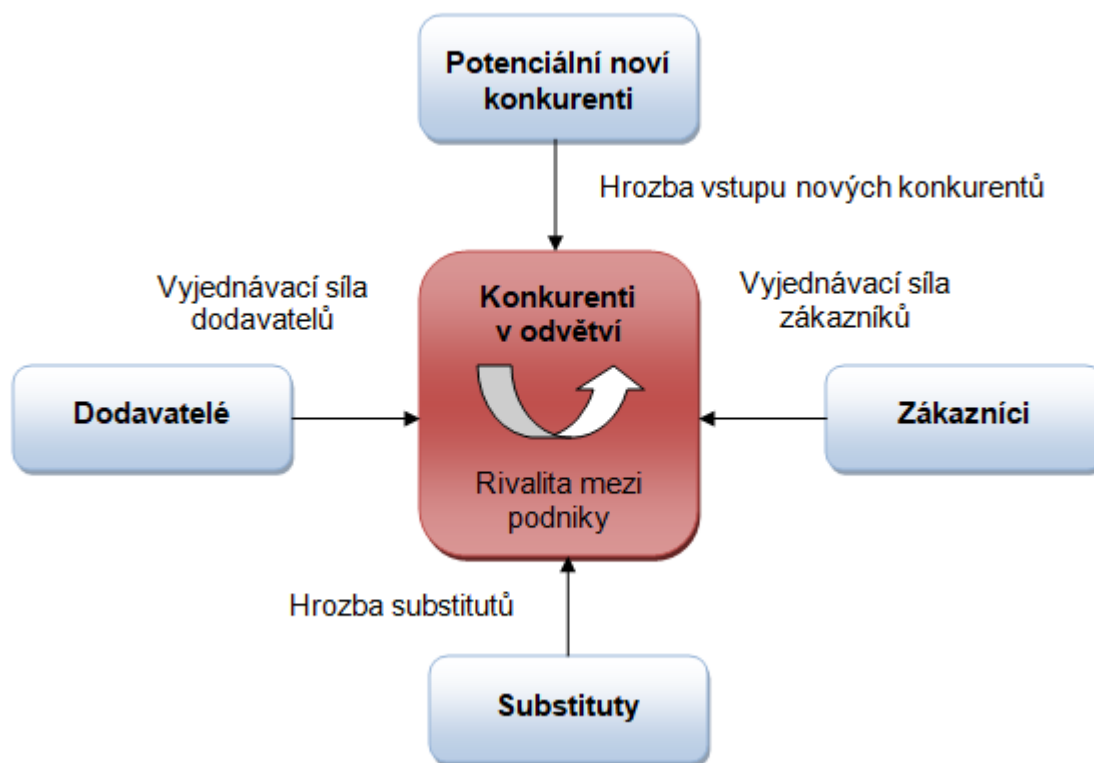 Potenciální noví
konkurenti
Hrozba vstupu nových konkurentů
Vyjednávací síla
dodavatelů
Konkurenti
v odvětví
Vyjednávací síla
zákazníků
Dodavatelé
Zákazníci
Rivalita mezi
podniky
Hrozba substitutů
Substituty